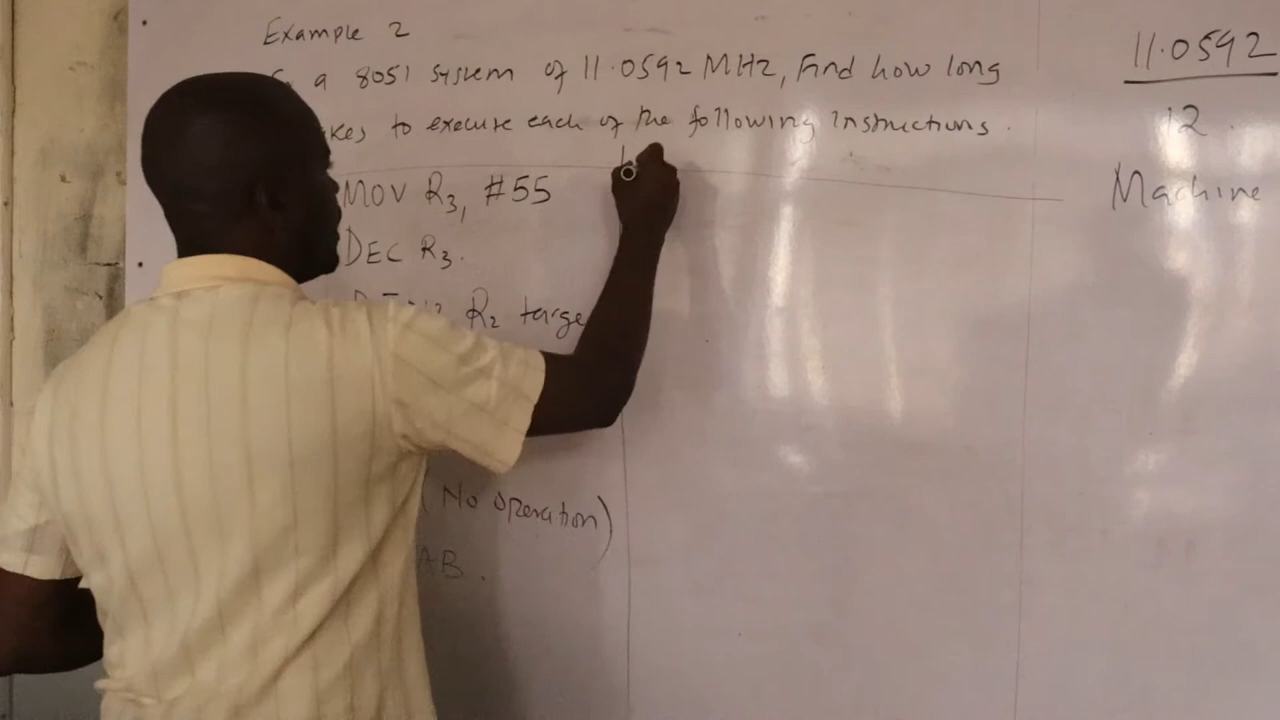 Example 2
a 8051 system of 11.0592 MHz, Find how long
to execute each of the following instructions.
MOV R3, #55
DEC R3.
R2 targe
(No operation)
AB.
11.0592
12
Machine